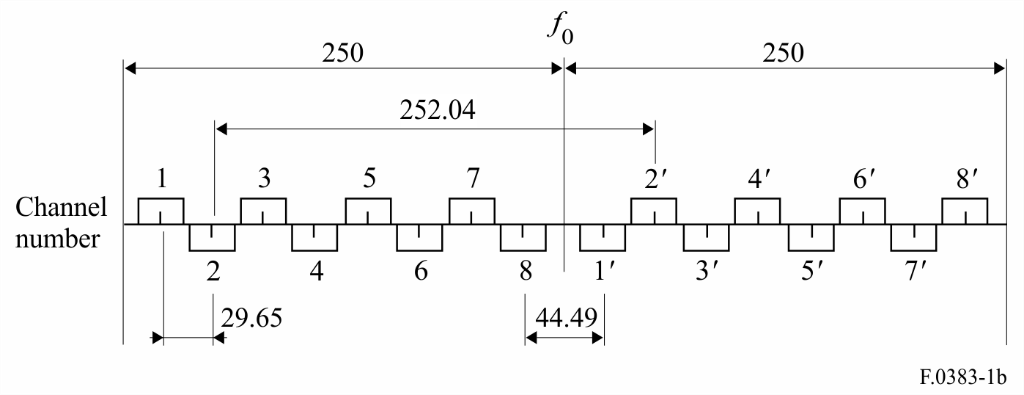 f0
250 250
252.04
1 3 5 7 2′ 4′ 6′ 8′
Channel
number
2 4 6 8 1′ 3′ 5′ 7′
29.65 44.49
F.0383-1b